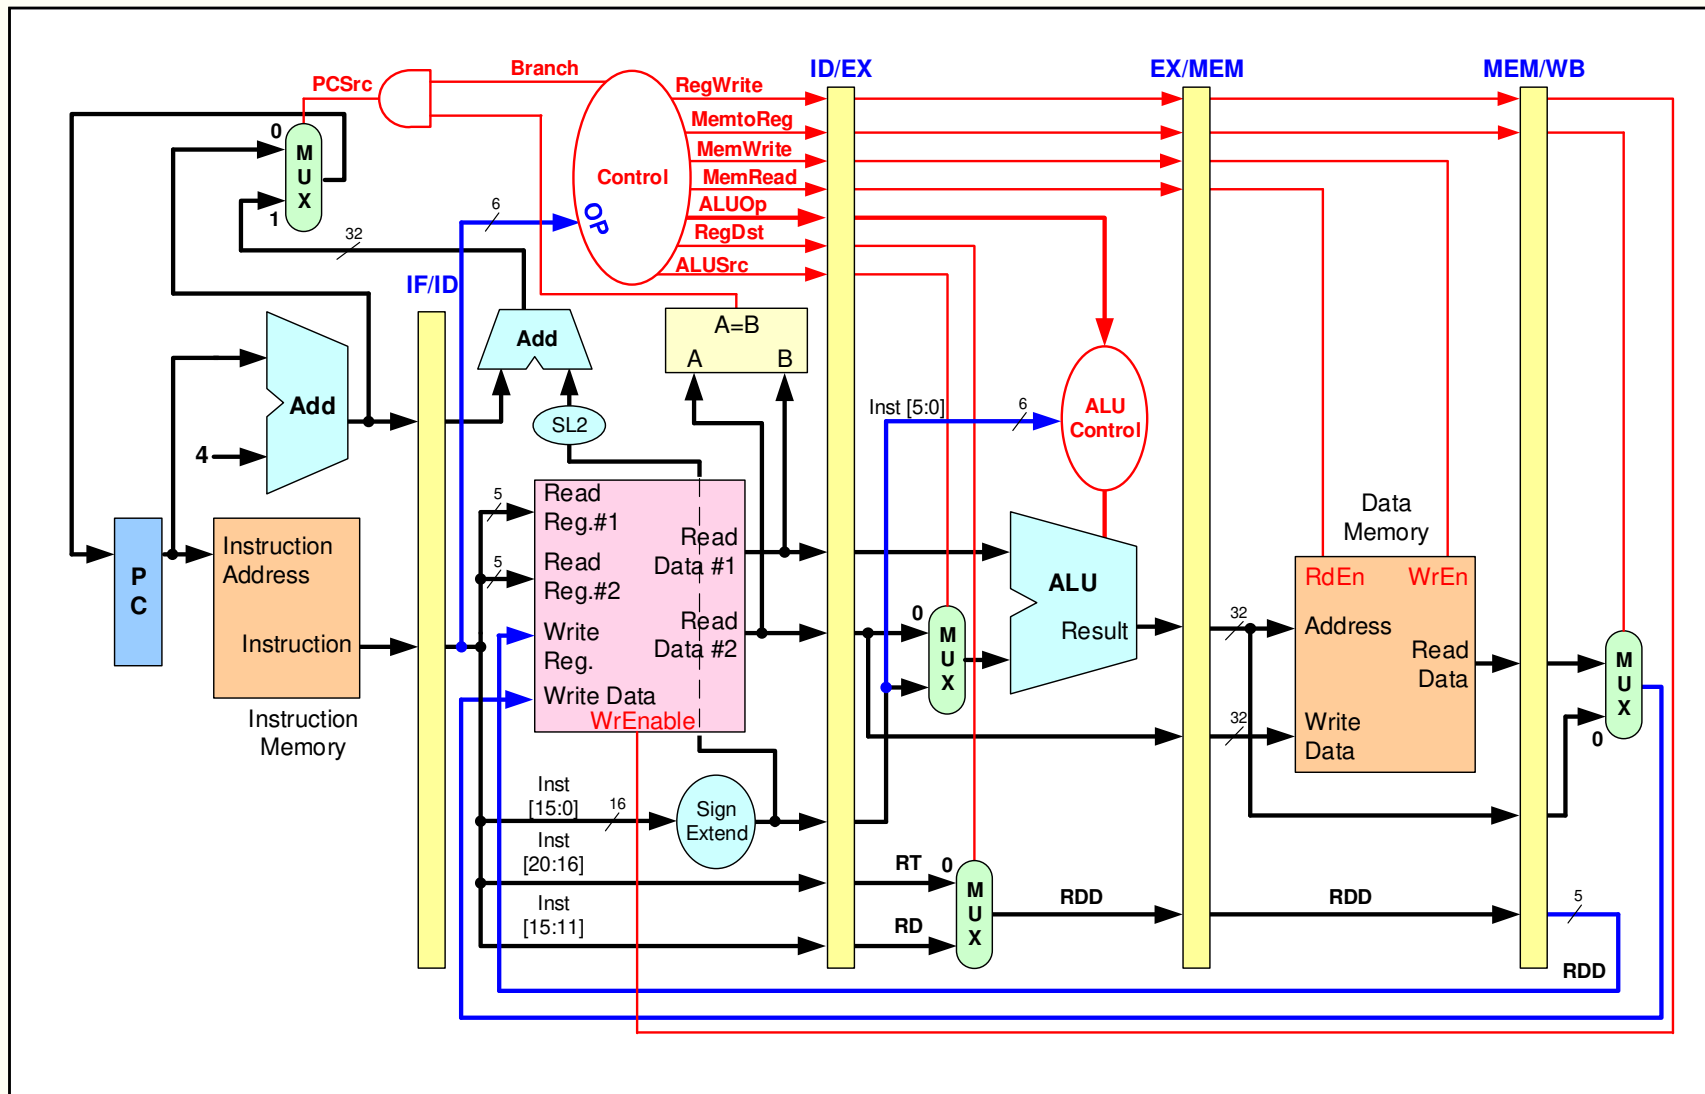 ID/EX
EX/MEM
MEM/WB
PCSrc
Branch
RegWrite
MemtoReg
MemWrite
MemRead
ALUOp
RegDst
ALUSrc
Control
OP
0
M
U
X
1
6
32
IF/ID
Add
4
Add
SL2
A=B
A B
Inst [5:0]
6
ALU
Control
P
C
Instruction
Address
Instruction
Instruction
Memory
5
Read
Reg.#1
5
Read
Reg.#2
Write
Reg.
Write Data
WrEnable
Read
Data #1
Read
Data #2
0
M
U
X
ALU
Result
Data
Memory
RdEn WrEn
32
Address
Read
Data
32
Write
Data
M
U
X
0
Inst
[15:0]
16
Sign
Extend
Inst
[20:16]
RT
0
Inst
[15:11]
RD
M
U
X
RDD
RDD
5
RDD